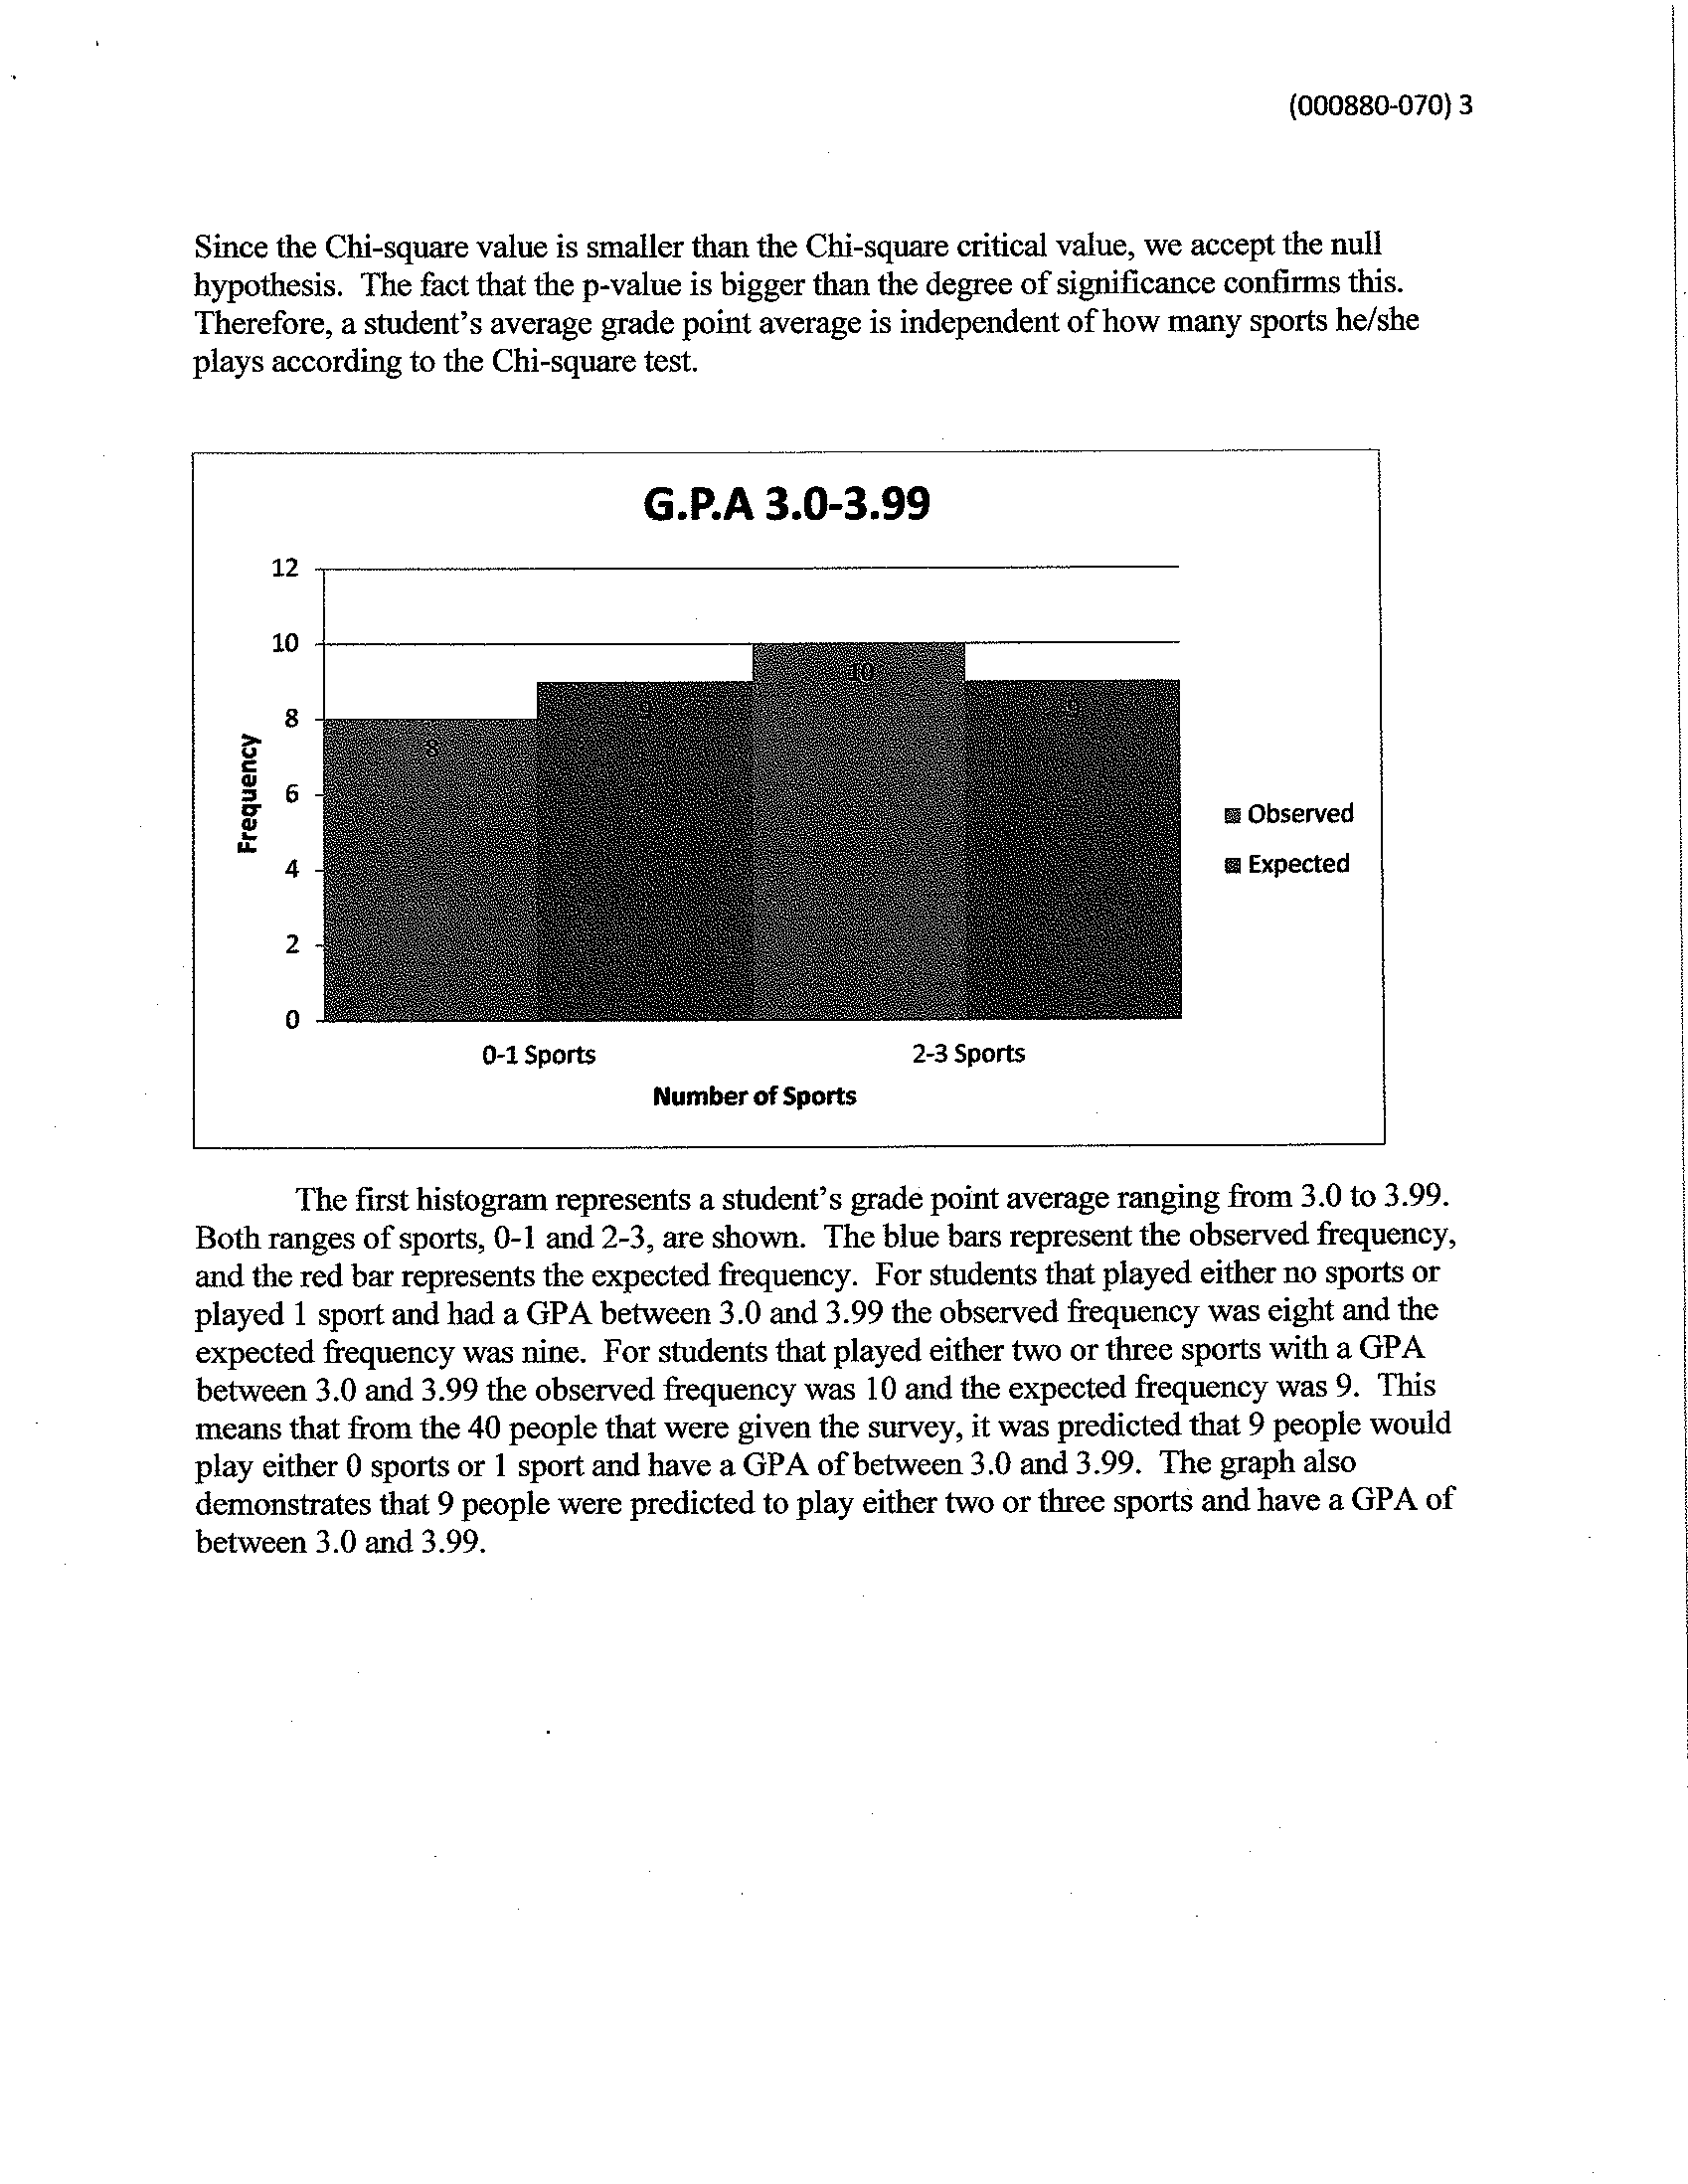 (000880-070) 3
Since the Chi-square value is smaller than the Chi-square critical value, we accept the null
hypothesis.  The fact that the p-value is bigger than the degree of significance confirms this.
Therefore, a student's average grade point average is independent of how many sports he/she
plays according to the Chi-square test.
G.P.A 3.0-3.99
12
10
8
6
4
2
0
Frequency
8
9
10
9
Observed
Expected
0-1 Sports
2-3 Sports
Number of Sports
The first histogram represents a student's grade point average ranging from 3.0 to 3.99.
Both ranges of sports, 0-1 and 2-3, are shown.  The blue bars represent the observed frequency,
and the red bar represents the expected frequency.  For students that played either no sports or
played 1 sport and had a GPA between 3.0 and 3.99 the observed frequency was eight and the
expected frequency was nine.  For students that played either two or three sports with a GPA
between 3.0 and 3.99 the observed frequency was 10 and the expected frequency was 9.  This
means that from the 40 people that were given the survey, it was predicted that 9 people would
play either 0 sports or 1 sport and have a GPA of between 3.0 and 3.99.  The graph also
demonstrates that 9 people were predicted to play either two or three sports and have a GPA of
between 3.0 and 3.99.